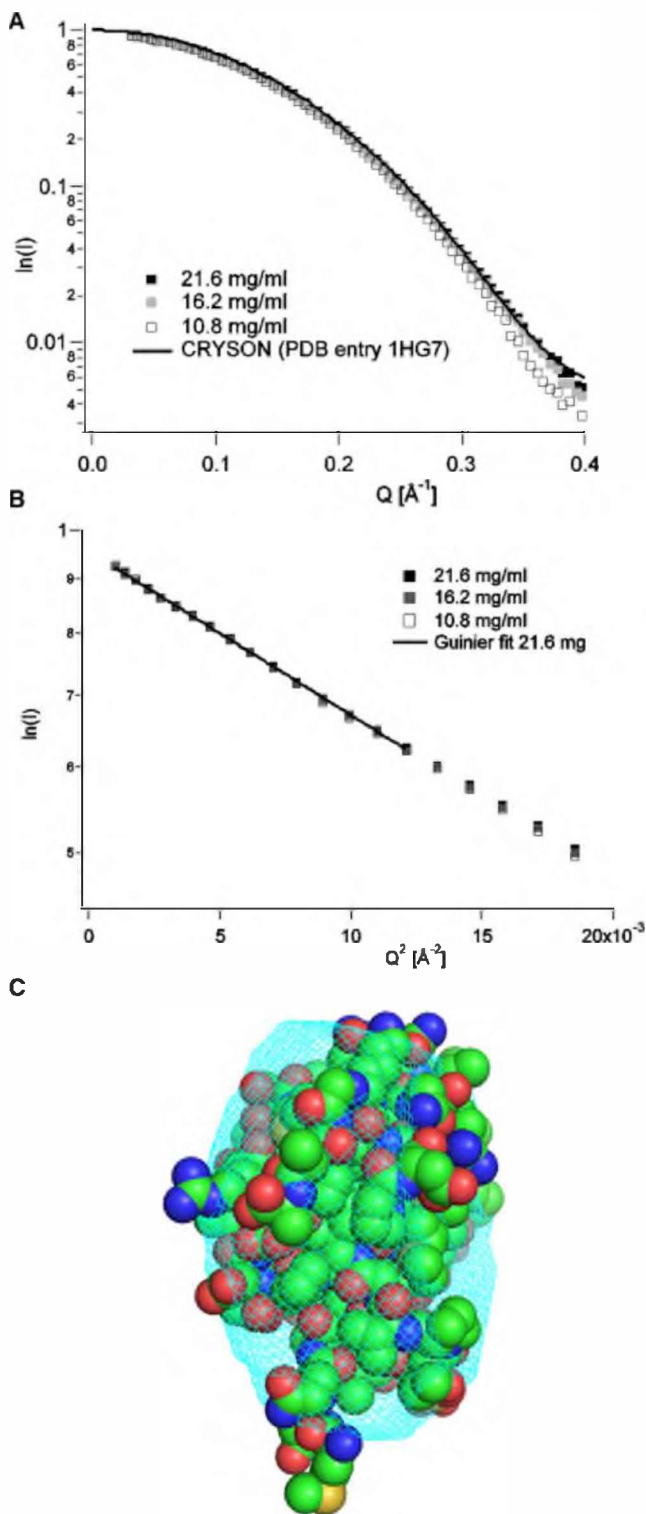 A
1
8
6
4
2
0.1
8
6
4
2
0.01
8
6
4
ln(I)
21.6 mg/ml
16.2 mg/ml
10.8 mg/ml
CRYSON (PDB entry 1HG7)
0.0 0.1 0.2 0.3 0.4
Q [Å⁻¹]
B
1
9
8
7
6
5
ln(I)
21.6 mg/ml
16.2 mg/ml
10.8 mg/ml
Guinier fit 21.6 mg
0 5 10 15 20x10⁻³
Q² [Å⁻²]
C